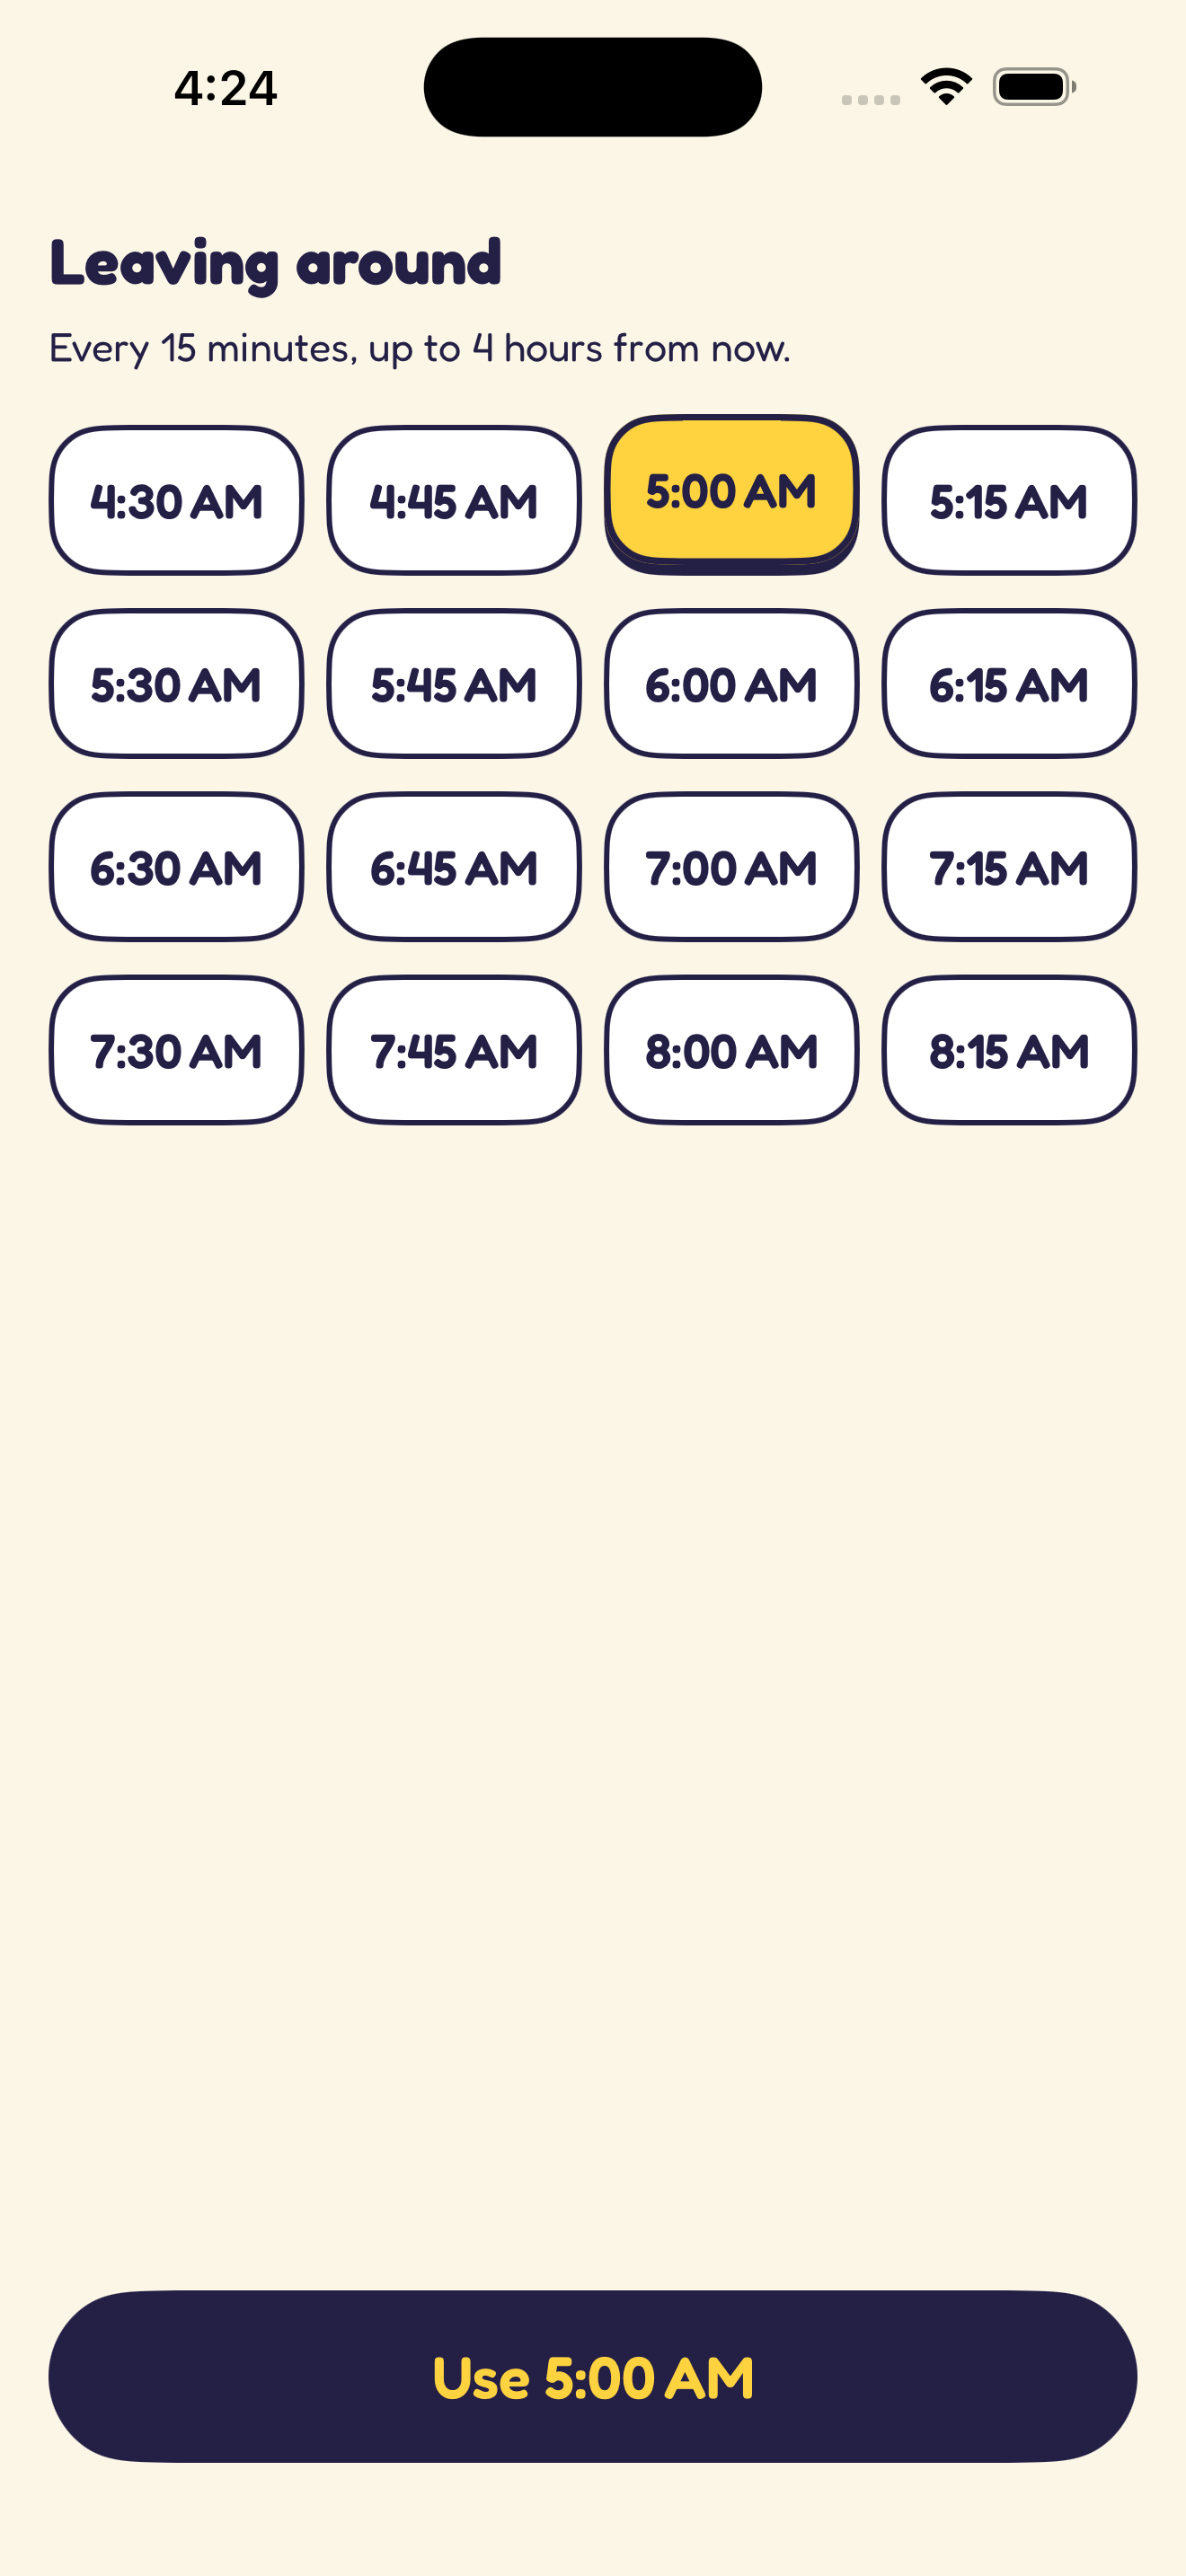 4:24
Leaving around
Every 15 minutes, up to 4 hours from now.
4:30 AM 4:45 AM 5:00 AM 5:15 AM
5:30 AM 5:45 AM 6:00 AM 6:15 AM
6:30 AM 6:45 AM 7:00 AM 7:15 AM
7:30 AM 7:45 AM 8:00 AM 8:15 AM
Use 5:00 AM